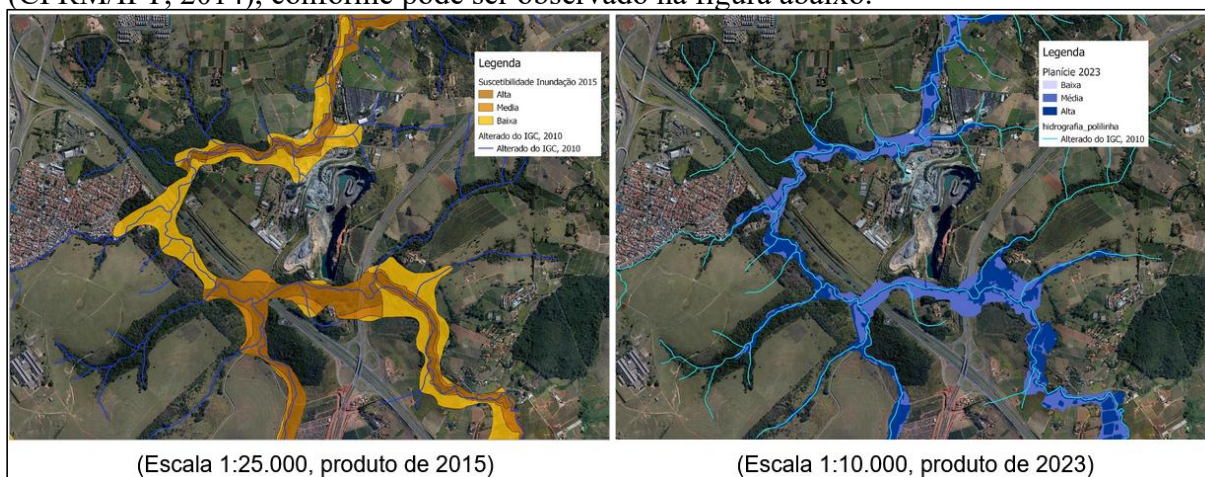 (CPRM/IPT, 2014), conforme pode ser observado na figura abaixo.
Legenda
Suscetibilidade Inundação 2015
Alta
Media
Baixa
Alterado do IGC, 2010
Alterado do IGC, 2010
Legenda
Planície 2023
Baixa
Média
Alta
hidrografia_polilinha
Alterado do IGC, 2010
(Escala 1:25.000, produto de 2015)
(Escala 1:10.000, produto de 2023)